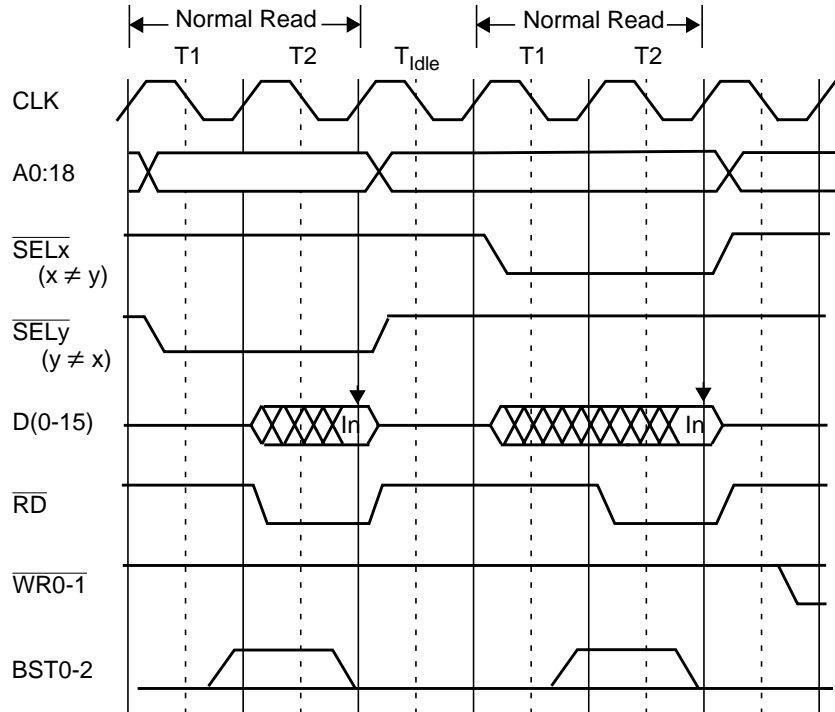 Normal Read Normal Read
T1 T2 TIdle T1 T2
CLK
A0:18
SELx
(x ≠ y)
SELy
(y ≠ x)
D(0-15) In In
RD
WR0-1
BST0-2